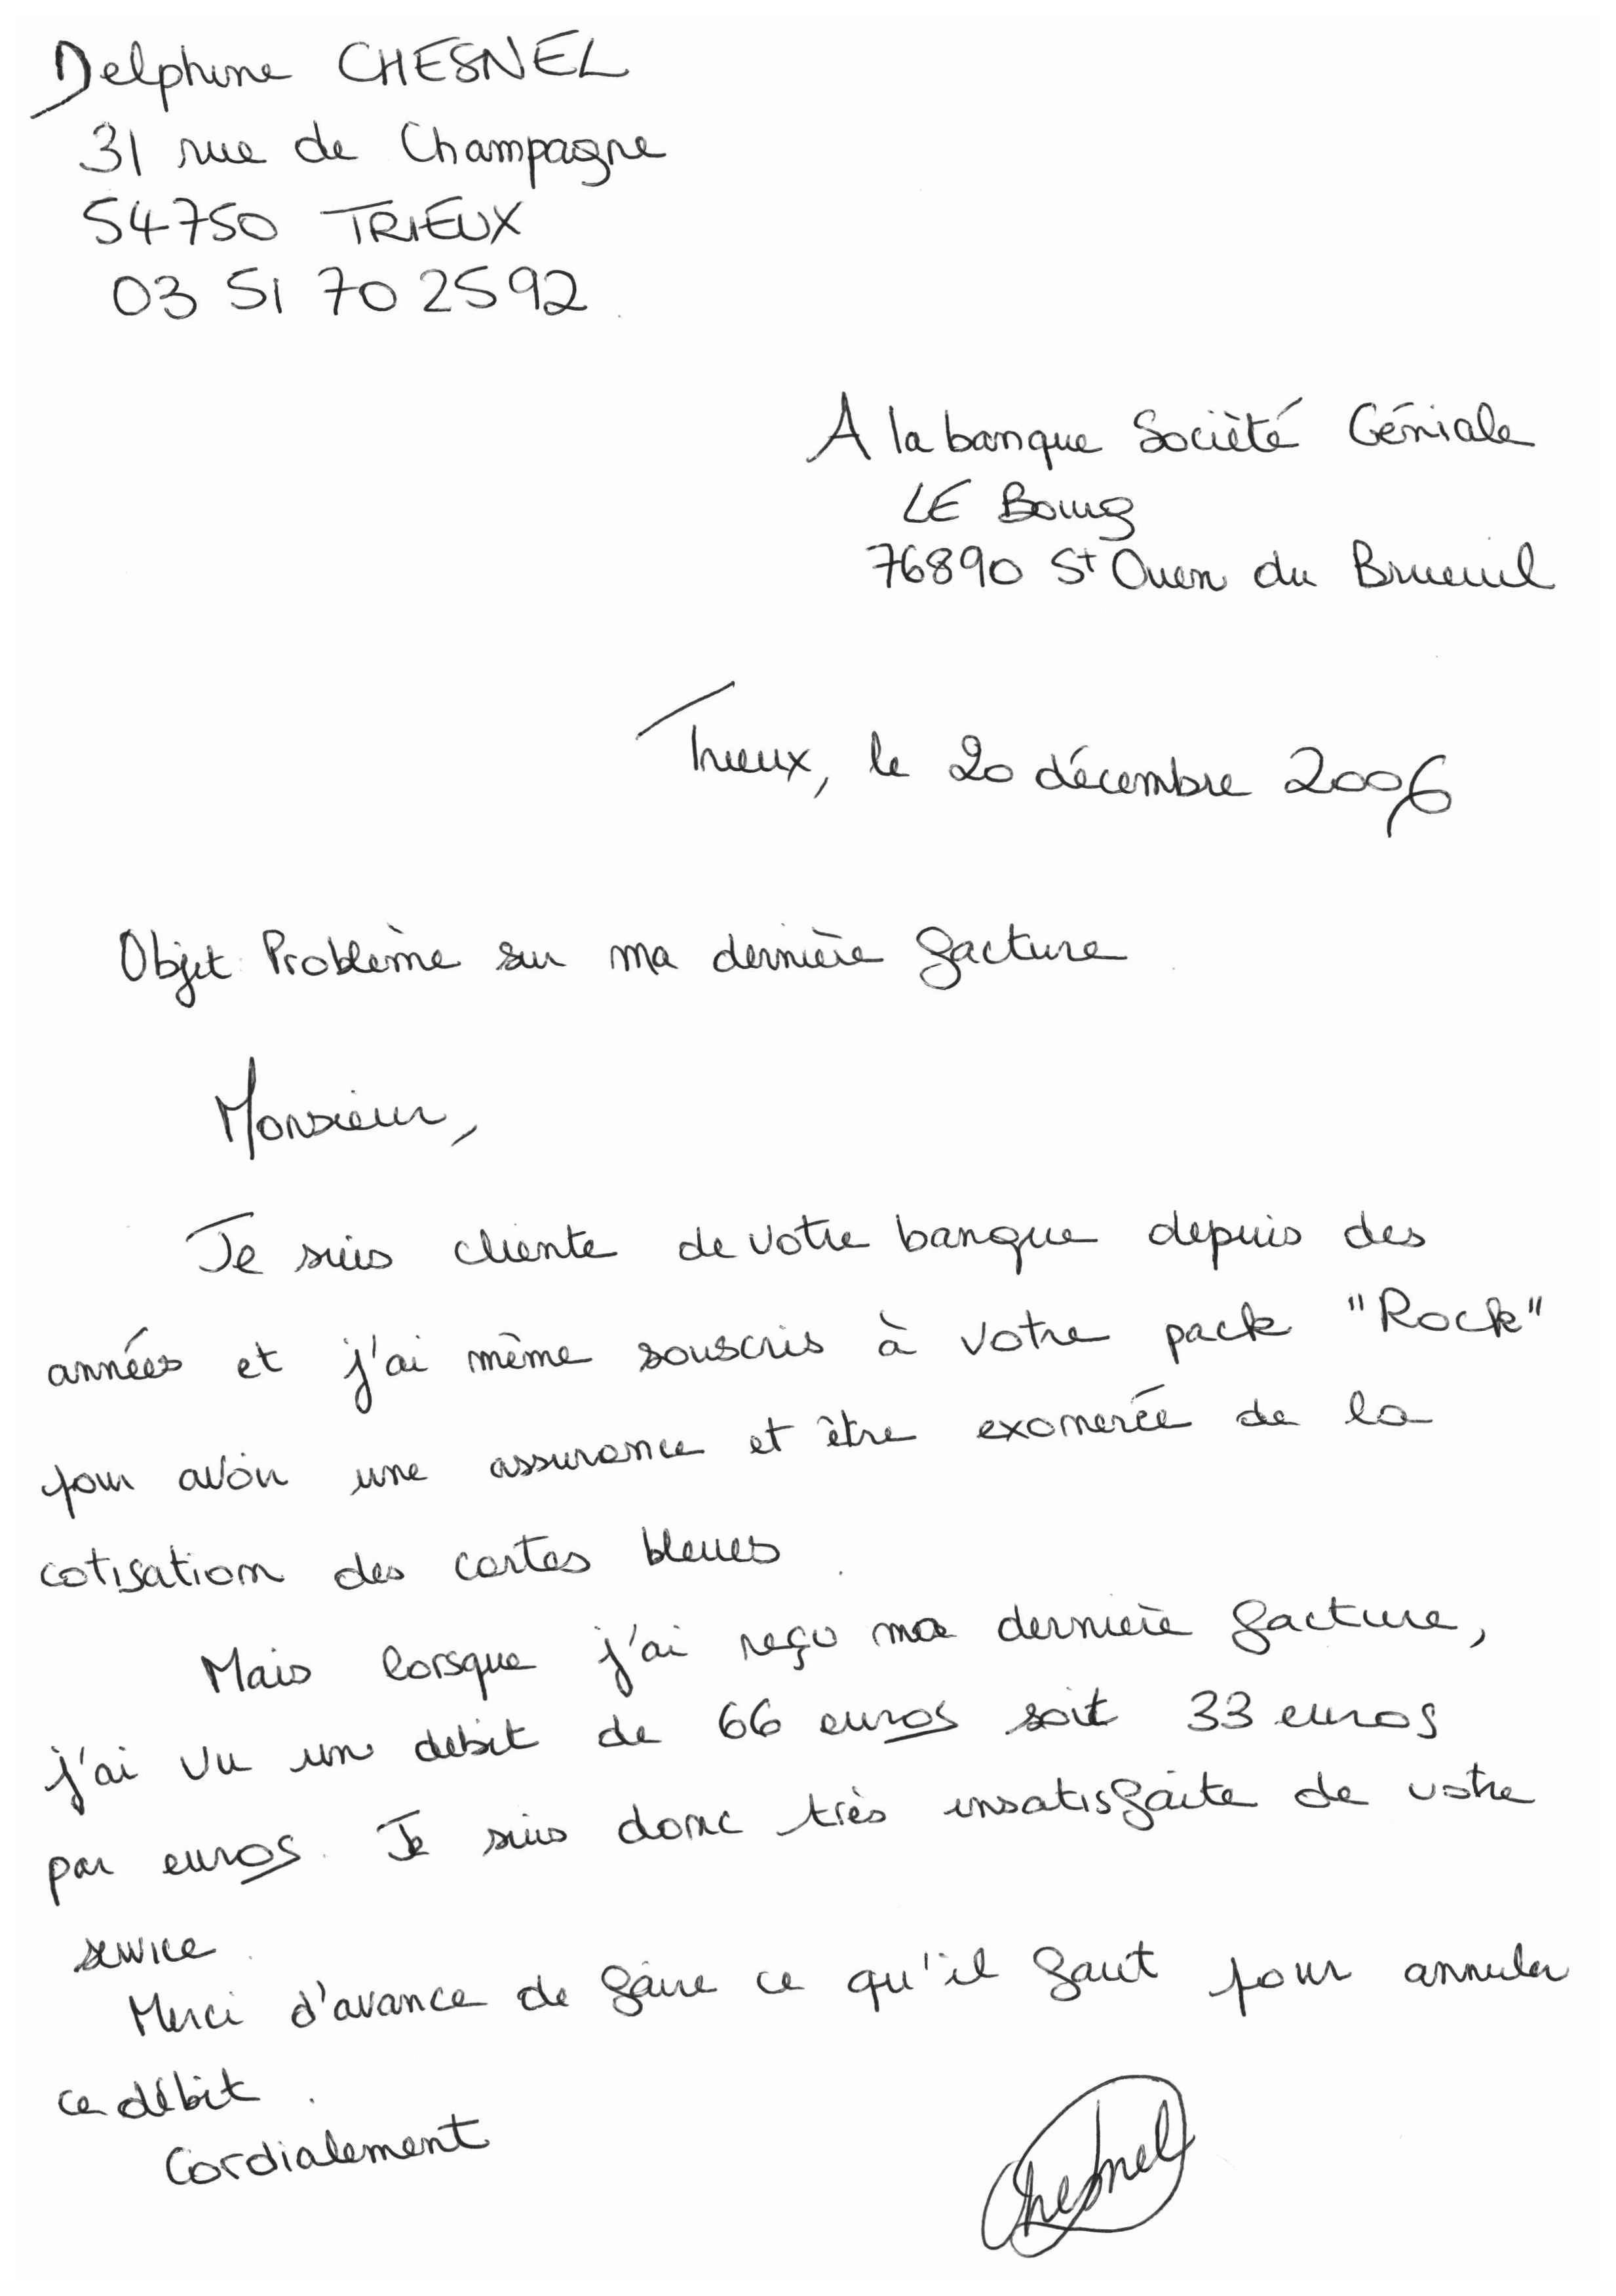 Delphine CHESNEL
31 rue de Champagne
54750 TRIEUX
03 51 70 25 92
A la banque Société Géniale
LE Bourg
76890 St Ouen du Breuil
Trieux, le 20 décembre 2006
Objet : Problème sur ma dernière facture
Monsieur,
Je suis cliente de votre banque depuis des
années et j'ai même souscris à votre pack "Rock"
pour avoir une assurance et être exonerée de la
cotisation des cartes bleues.
Mais lorsque j'ai reçu ma dernière facture,
j'ai vu un debit de 66 euros soit 33 euros
par euros. Je suis donc très insatisfaite de votre
service.
Merci d'avance de faire ce qu'il faut pour annuler
ce débit.
Cordialement
Chesnel